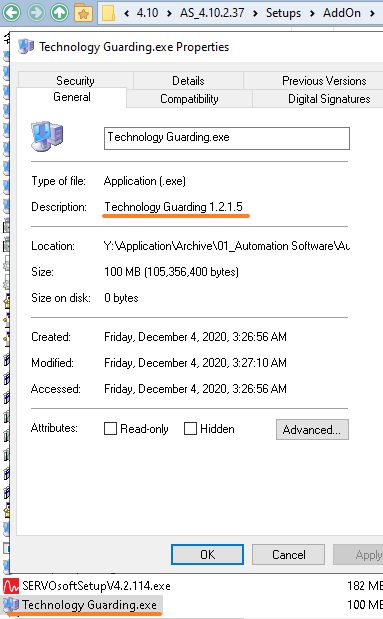 4.10 › AS_4.10.2.37 › Setups › AddOn ›
Technology Guarding.exe Properties
Security Details Previous Versions
General Compatibility Digital Signatures
Technology Guarding.exe
Type of file: Application (.exe)
Description: Technology Guarding 1.2.1.5
Location: Y:\Application\Archive\01_Automation Software\Au
Size: 100 MB (105,356,400 bytes)
Size on disk: 0 bytes
Created: Friday, December 4, 2020, 3:26:56 AM
Modified: Friday, December 4, 2020, 3:27:10 AM
Accessed: Friday, December 4, 2020, 3:26:56 AM
Attributes: Read-only Hidden Advanced...
OK Cancel Apply
SERVOsoftSetupV4.2.114.exe 182 MB
Technology Guarding.exe 100 MB